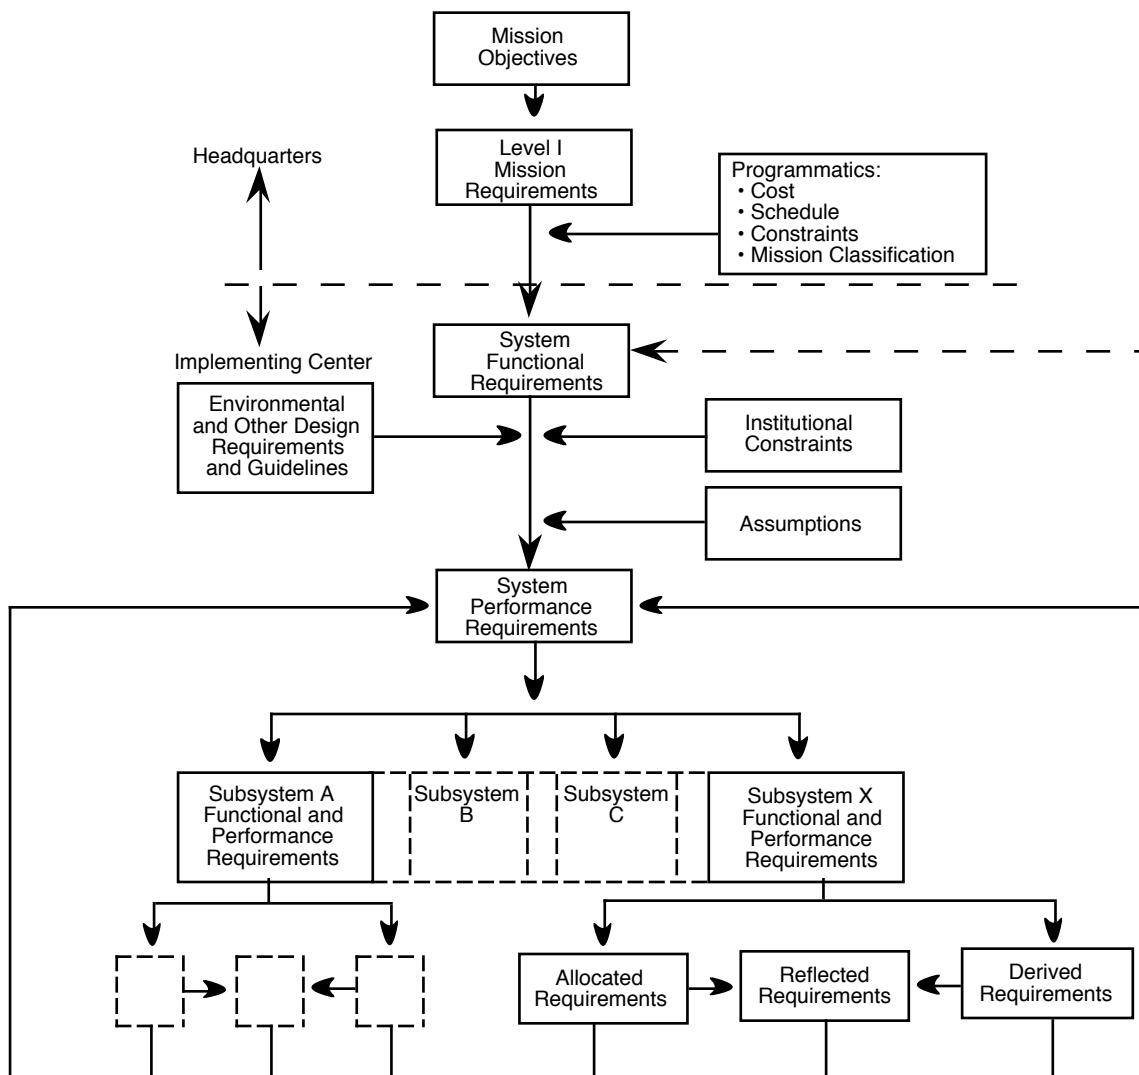 Mission
Objectives
Level I
Mission
Requirements
Headquarters
Programmatics:
• Cost
• Schedule
• Constraints
• Mission Classification
System
Functional
Requirements
Implementing Center
Environmental
and Other Design
Requirements
and Guidelines
Institutional
Constraints
Assumptions
System
Performance
Requirements
Subsystem A
Functional and
Performance
Requirements
Subsystem
B
Subsystem
C
Subsystem X
Functional and
Performance
Requirements
Allocated
Requirements
Reflected
Requirements
Derived
Requirements